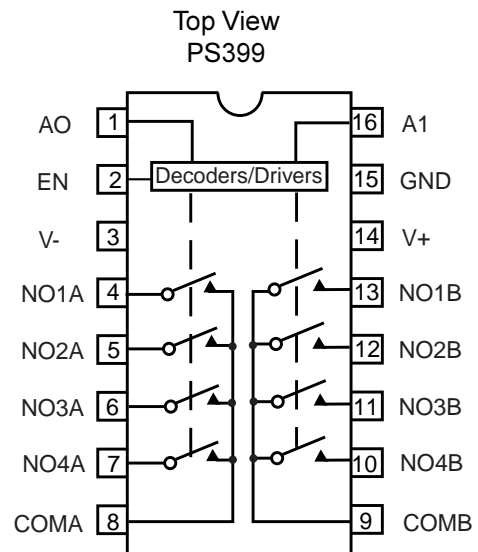 Top View
PS399
AO 1 16 A1
EN 2 Decoders/Drivers 15 GND
V- 3 14 V+
NO1A 4 13 NO1B
NO2A 5 12 NO2B
NO3A 6 11 NO3B
NO4A 7 10 NO4B
COMA 8 9 COMB